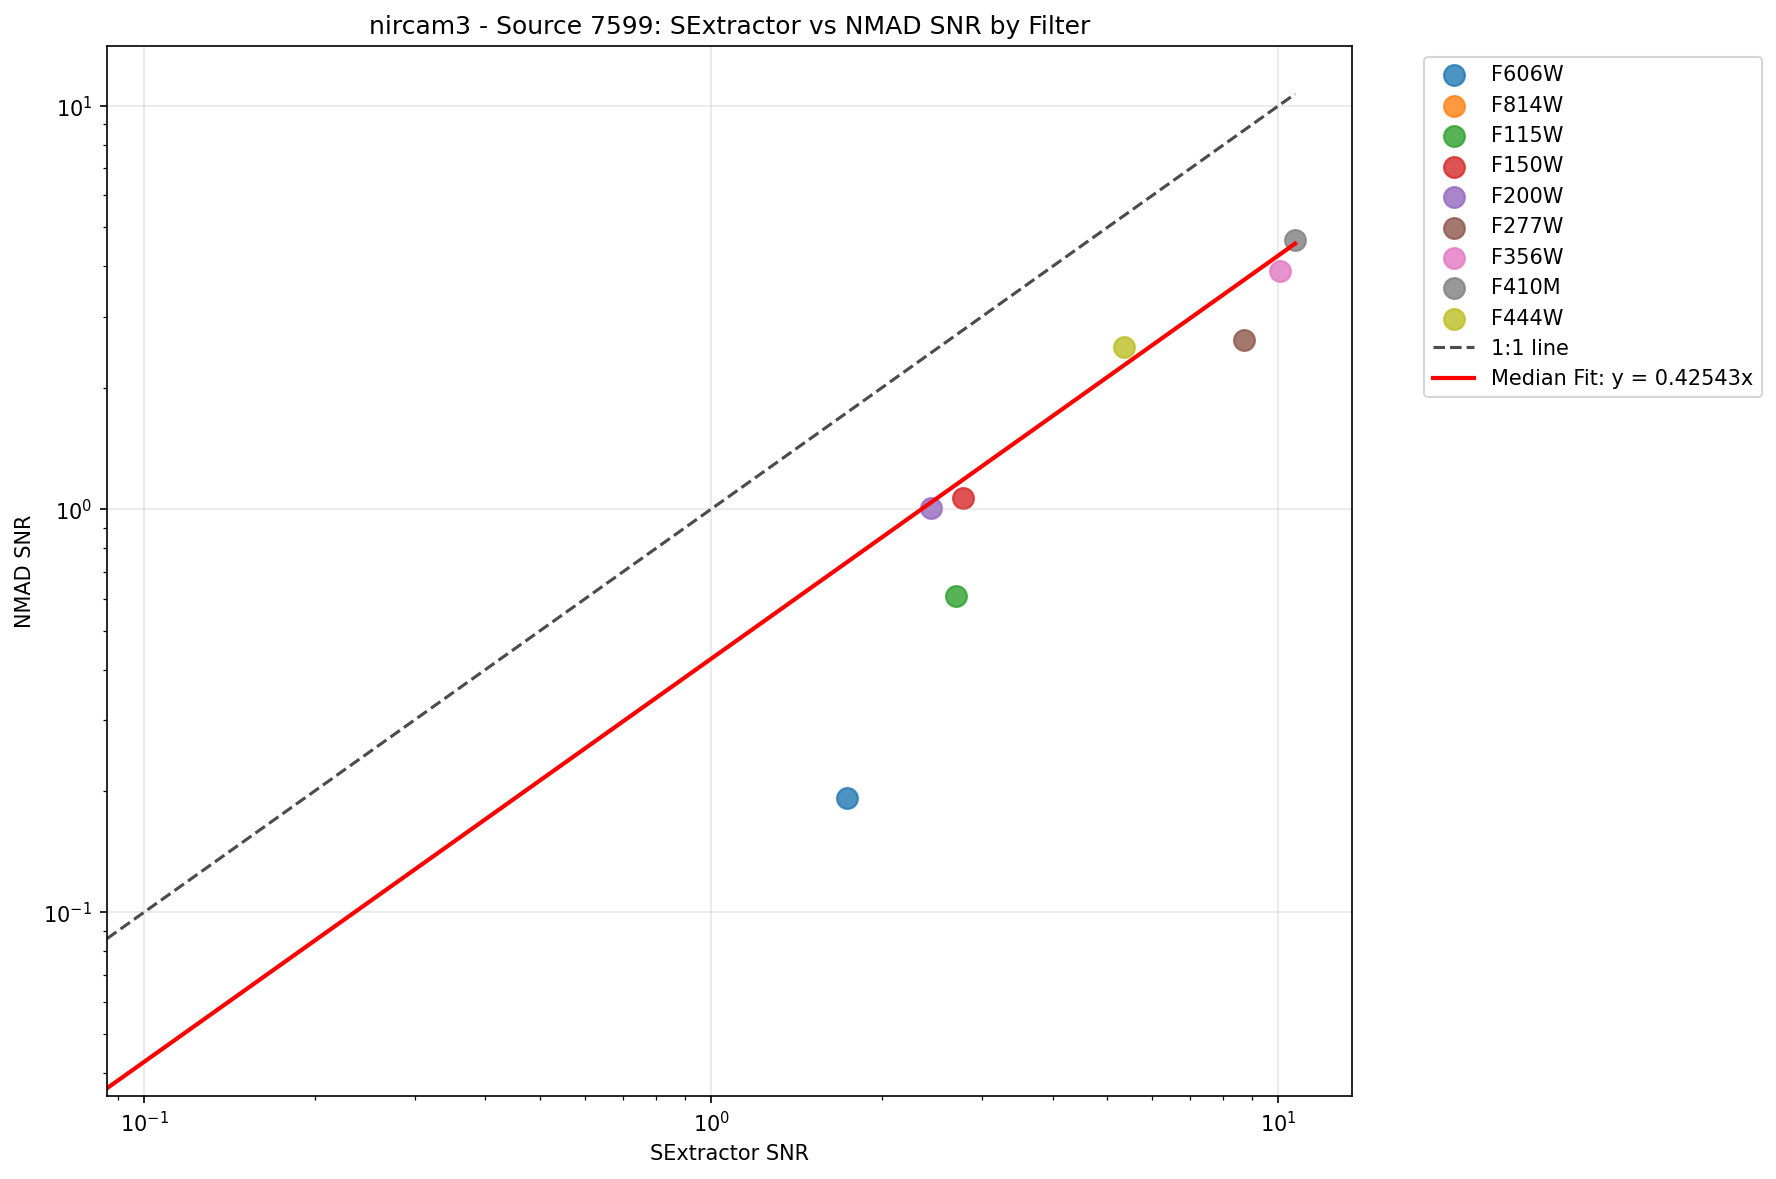 nircam3 - Source 7599: SExtractor vs NMAD SNR by Filter
10¹
10⁰
10⁻¹
NMAD SNR
10⁻¹
10⁰
10¹
SExtractor SNR
F606W
F814W
F115W
F150W
F200W
F277W
F356W
F410M
F444W
1:1 line
Median Fit: y = 0.42543x